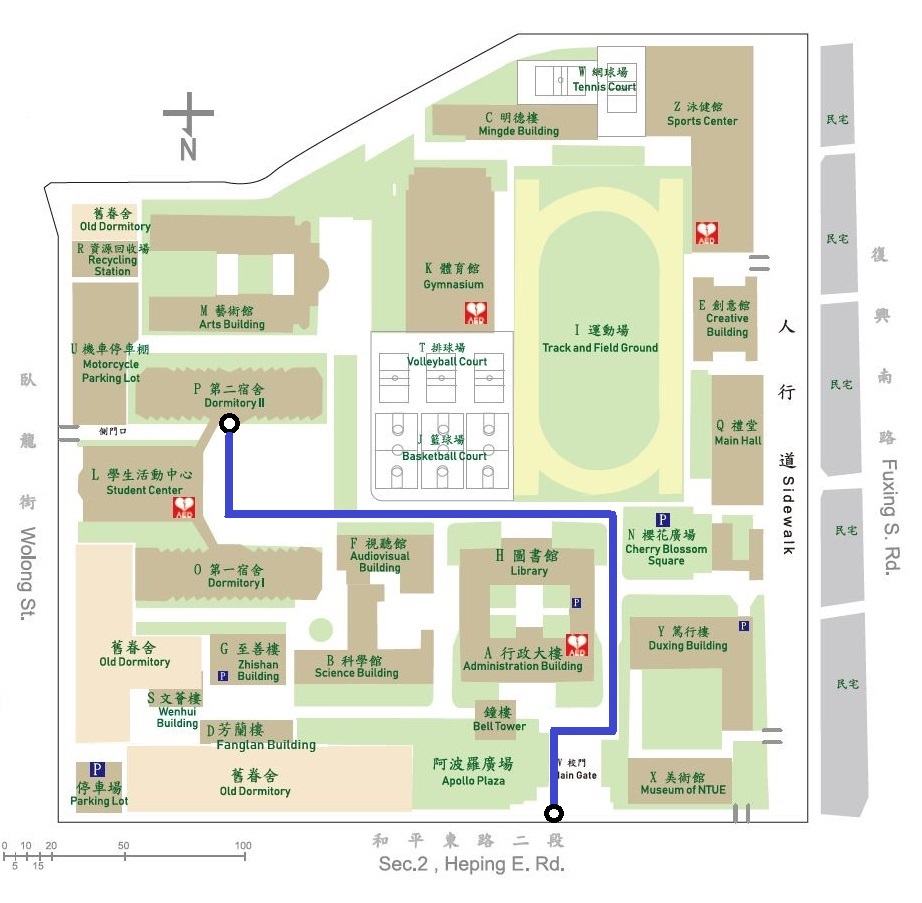 W 網球場
Tennis Court
C 明德樓
Mingde Building
Z 泳健館
Sports Center
民宅
N
舊眷舍
Old Dormitory
R 資源回收場
Recycling
Station
K 體育館
Gymnasium
AED
AED
民宅
復
興
南
路
Fuxing S. Rd.
M 藝術館
Arts Building
I 運動場
Track and Field Ground
E 創意館
Creative
Building
人
行
道
Sidewalk
U 機車停車棚
Motorcycle
Parking Lot
T 排球場
Volleyball Court
P 第二宿舍
Dormitory II
民宅
臥
龍
街
Wolong St.
側門口
J 籃球場
Basketball Court
Q 禮堂
Main Hall
L 學生活動中心
Student Center
AED
P
N 櫻花廣場
Cherry Blossom
Square
民宅
F 視聽館
Audiovisual
Building
H 圖書館
Library
O 第一宿舍
Dormitory I
P
P
Y 篤行樓
Duxing Building
舊眷舍
Old Dormitory
G 至善樓
Zhishan
Building
P
B 科學館
Science Building
A 行政大樓
Administration Building
AED
民宅
S 文薈樓
Wenhui
Building
鐘樓
Bell Tower
D 芳蘭樓
Fanglan Building
P
停車場
Parking Lot
舊眷舍
Old Dormitory
阿波羅廣場
Apollo Plaza
V 校門
Main Gate
X 美術館
Museum of NTUE
和平東路二段
Sec.2 , Heping E. Rd.
0 10 20 50 100
5 15